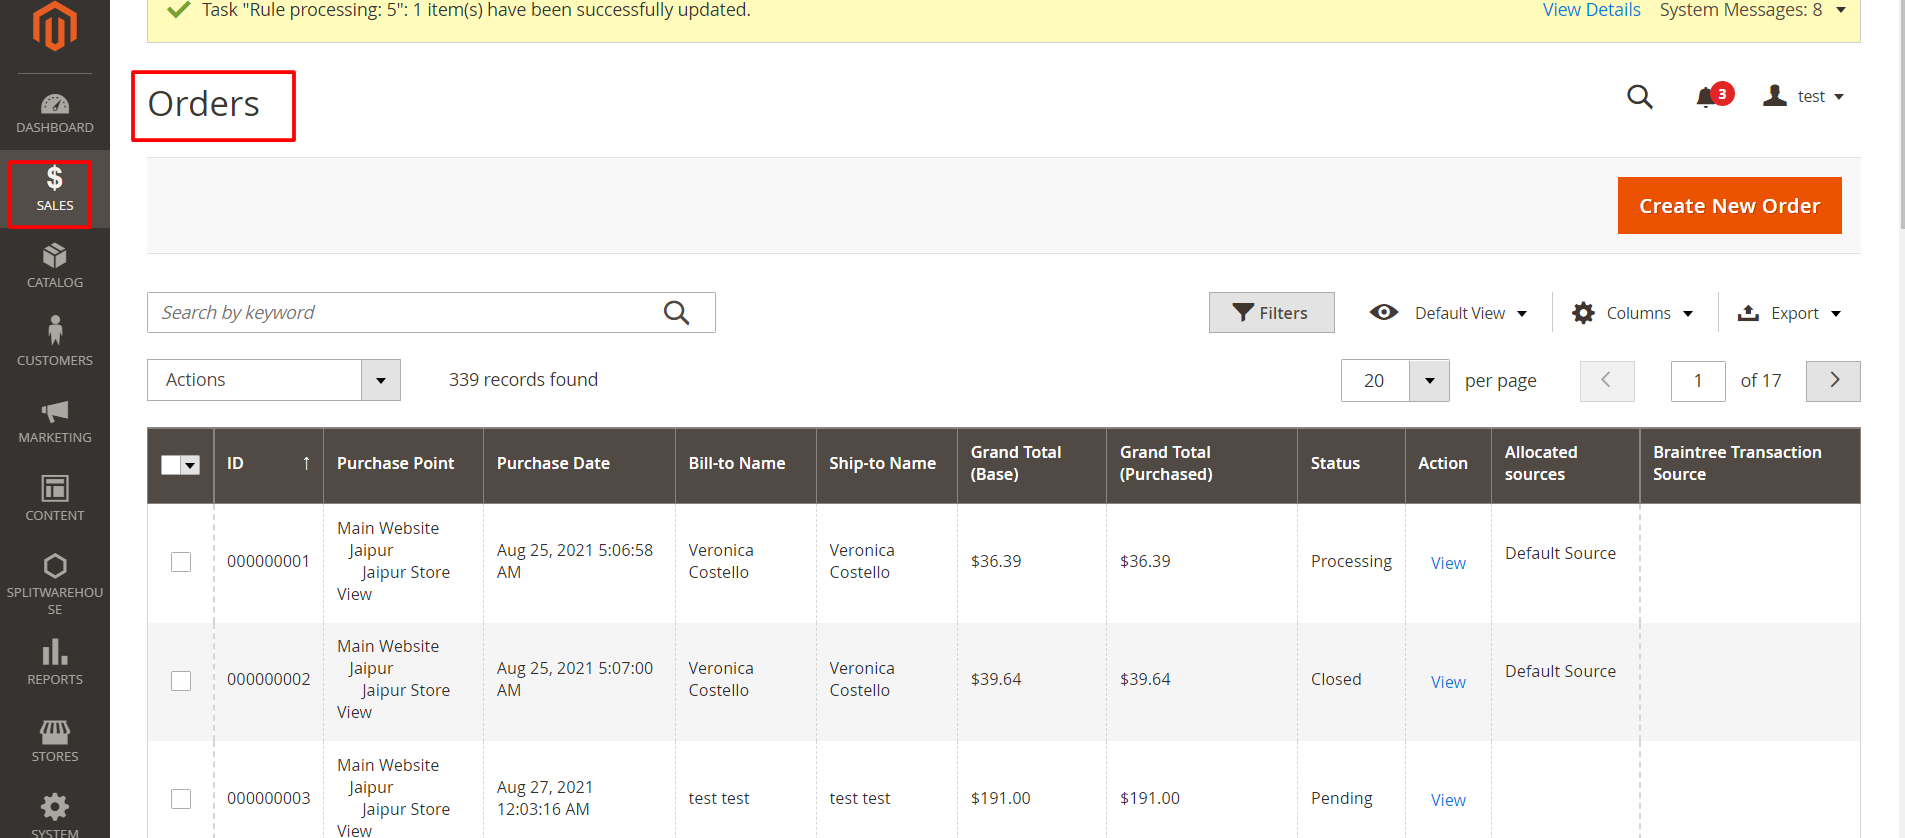 Task "Rule processing: 5": 1 item(s) have been successfully updated.
View Details
System Messages: 8
Orders
3
test
DASHBOARD
$
SALES
CATALOG
CUSTOMERS
MARKETING
CONTENT
SPLITWAREHOU
SE
REPORTS
STORES
SYSTEM
Create New Order
Search by keyword
Filters
Default View
Columns
Export
Actions
339 records found
20
per page
1
of 17
ID ↑
Purchase Point
Purchase Date
Bill-to Name
Ship-to Name
Grand Total
(Base)
Grand Total
(Purchased)
Status
Action
Allocated
sources
Braintree Transaction
Source
000000001
Main Website
Jaipur
Jaipur Store
View
Aug 25, 2021 5:06:58
AM
Veronica
Costello
Veronica
Costello
$36.39
$36.39
Processing
View
Default Source
000000002
Main Website
Jaipur
Jaipur Store
View
Aug 25, 2021 5:07:00
AM
Veronica
Costello
Veronica
Costello
$39.64
$39.64
Closed
View
Default Source
000000003
Main Website
Jaipur
Jaipur Store
View
Aug 27, 2021
12:03:16 AM
test test
test test
$191.00
$191.00
Pending
View